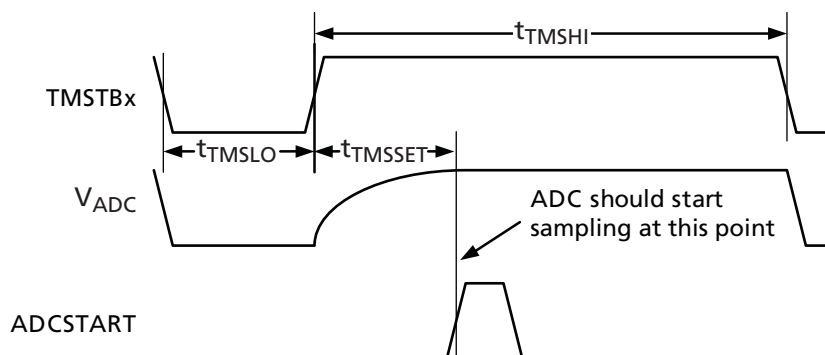 tTMSHI
TMSTBx
tTMSLO
tTMSSET
VADC
ADC should start
sampling at this point
ADCSTART